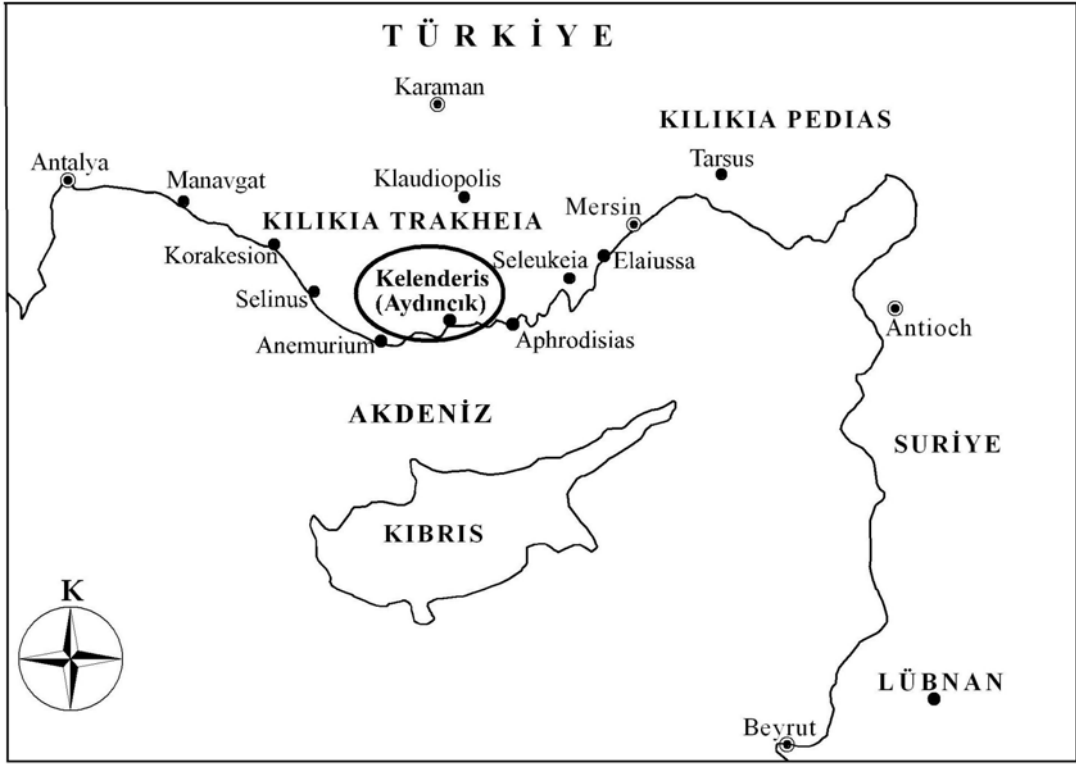 TÜRKİYE
Karaman
KILIKIA PEDIAS
Antalya
Tarsus
Manavgat
Klaudiopolis
KILIKIA TRAKHEIA
Mersin
Korakesion
Seleukeia
Elaiussa
Kelenderis
(Aydıncık)
Selinus
Antioch
Anemurium
Aphrodisias
AKDENİZ
SURİYE
KIBRIS
K
LÜBNAN
Beyrut